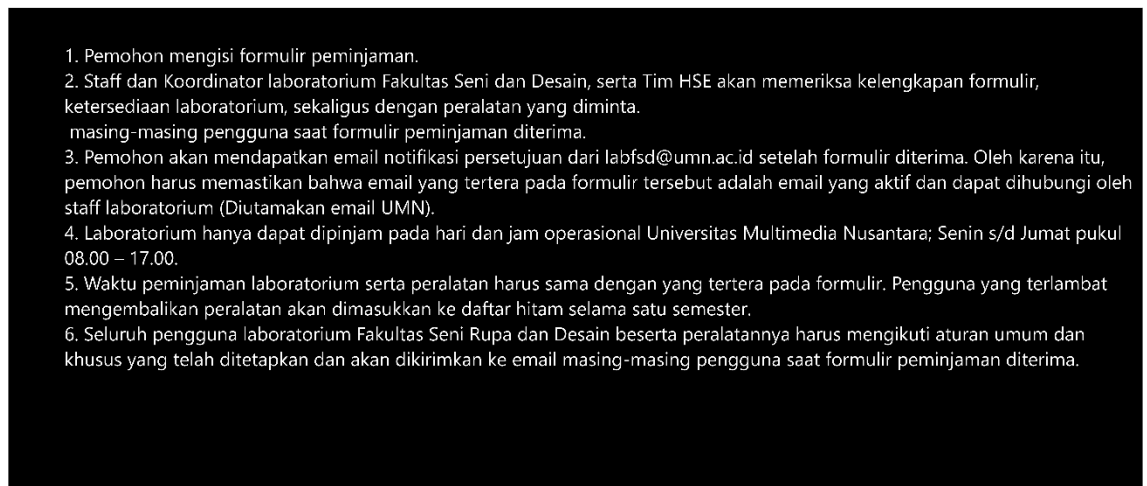 1. Pemohon mengisi formulir peminjaman.
2. Staff dan Koordinator laboratorium Fakultas Seni dan Desain, serta Tim HSE akan memeriksa kelengkapan formulir,
ketersediaan laboratorium, sekaligus dengan peralatan yang diminta.
masing-masing pengguna saat formulir peminjaman diterima.
3. Pemohon akan mendapatkan email notifikasi persetujuan dari labfsd@umn.ac.id setelah formulir diterima. Oleh karena itu,
pemohon harus memastikan bahwa email yang tertera pada formulir tersebut adalah email yang aktif dan dapat dihubungi oleh
staff laboratorium (Diutamakan email UMN).
4. Laboratorium hanya dapat dipinjam pada hari dan jam operasional Universitas Multimedia Nusantara; Senin s/d Jumat pukul
08.00 – 17.00.
5. Waktu peminjaman laboratorium serta peralatan harus sama dengan yang tertera pada formulir. Pengguna yang terlambat
mengembalikan peralatan akan dimasukkan ke daftar hitam selama satu semester.
6. Seluruh pengguna laboratorium Fakultas Seni Rupa dan Desain beserta peralatannya harus mengikuti aturan umum dan
khusus yang telah ditetapkan dan akan dikirimkan ke email masing-masing pengguna saat formulir peminjaman diterima.